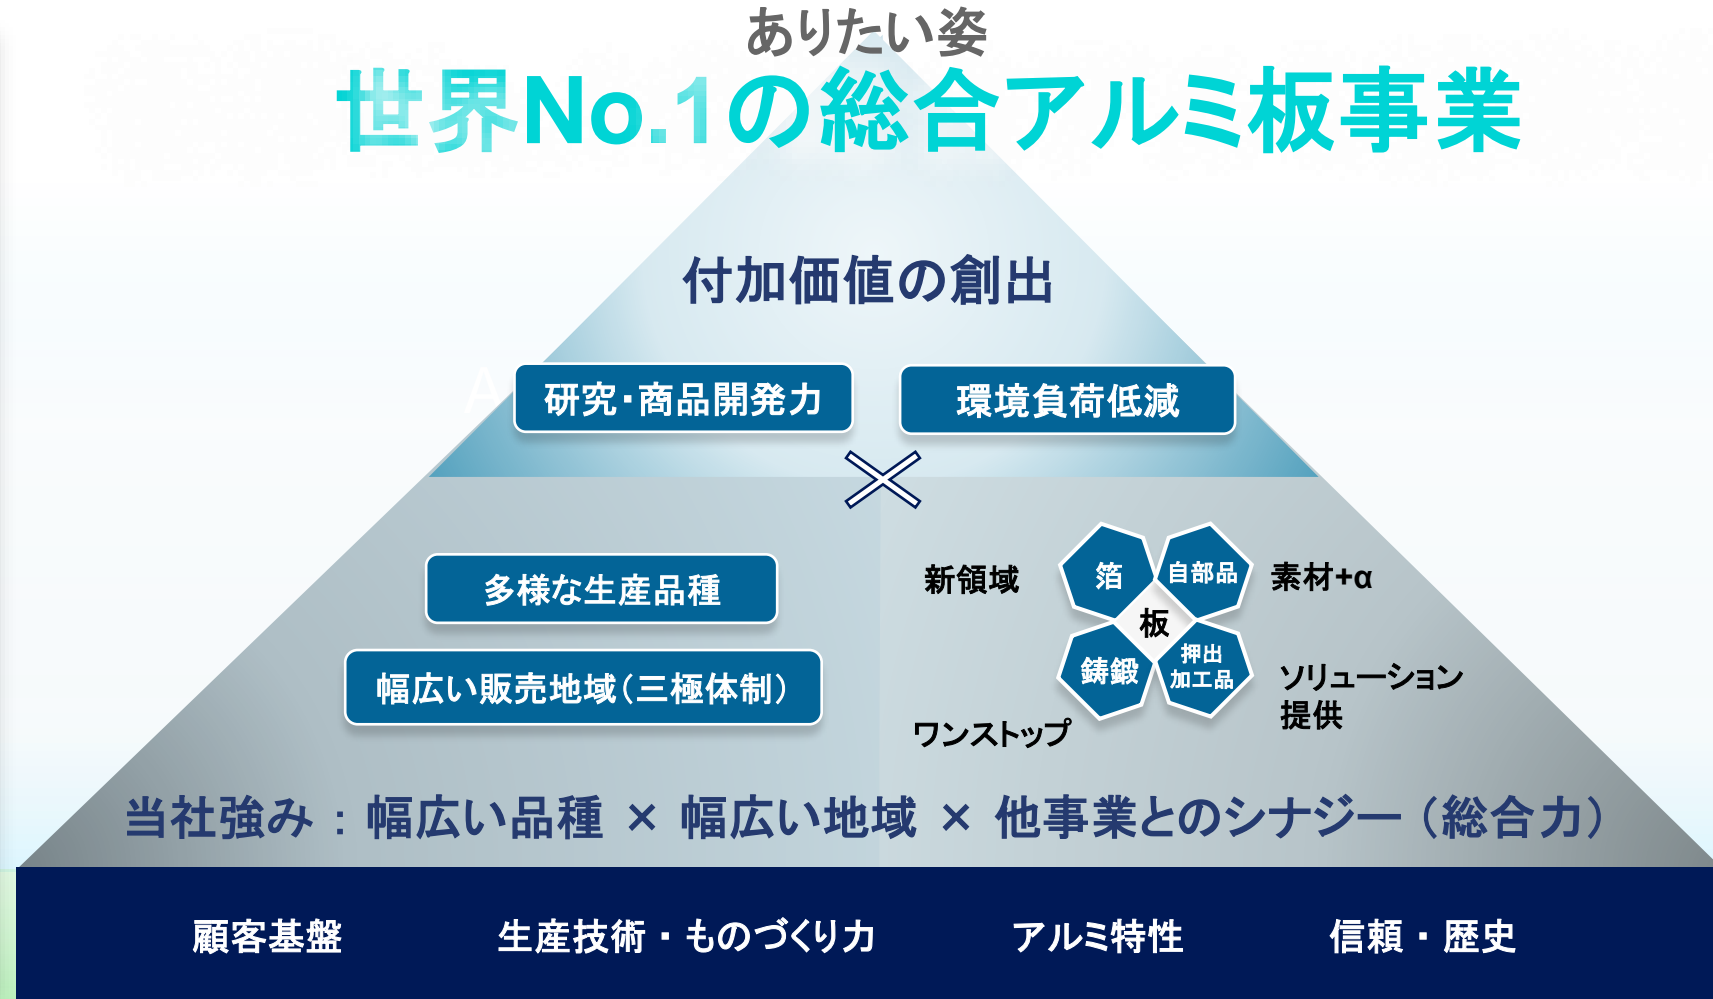 ありたい姿
世界No.1の総合アルミ板事業
付加価値の創出
A
研究・商品開発力
環境負荷低減
×
多様な生産品種
幅広い販売地域（三極体制）
新領域
箔
自部品
素材+α
板
鋳鍛
押出
加工品
ソリューション
提供
ワンストップ
当社強み：幅広い品種 × 幅広い地域 × 他事業とのシナジー（総合力）
顧客基盤
生産技術・ものづくり力
アルミ特性
信頼・歴史